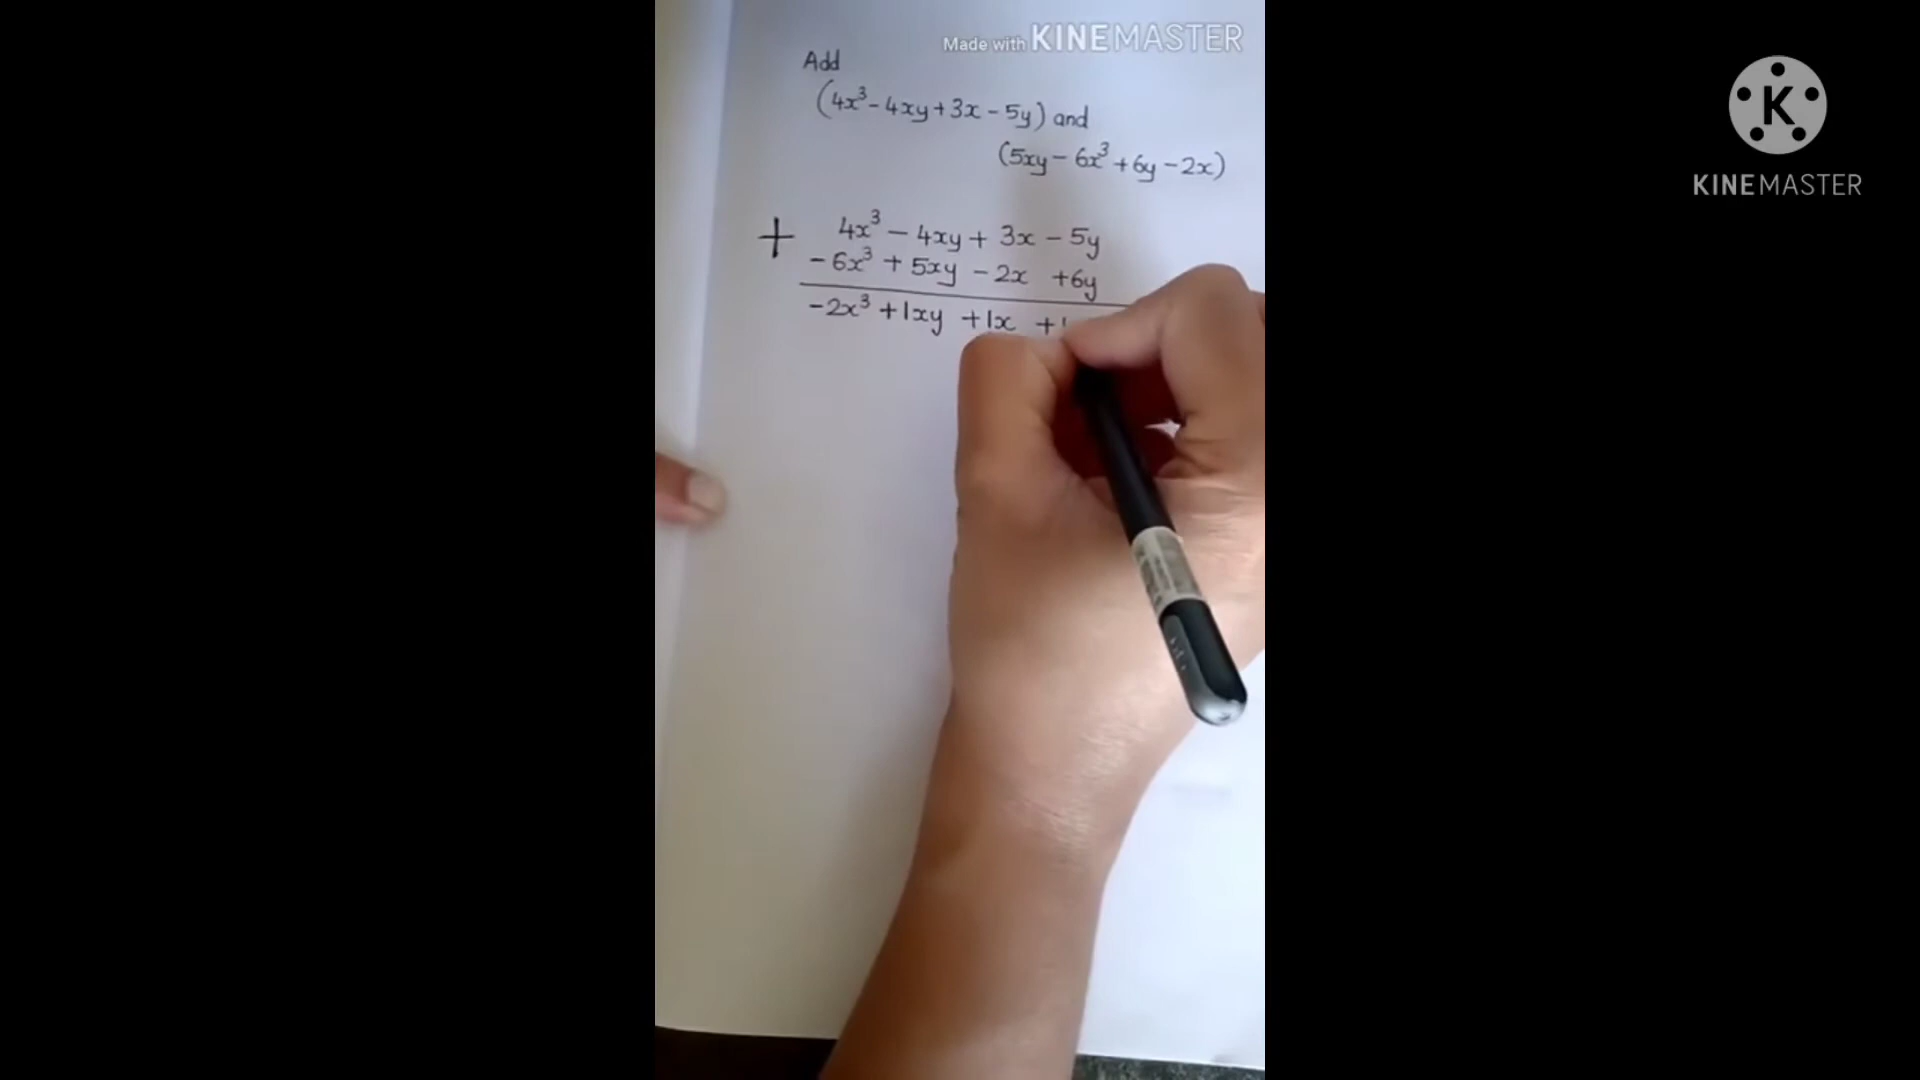 Made with KINEMASTER
Add
(4x³ - 4xy + 3x - 5y) and
(5xy - 6x³ + 6y - 2x)
+ 4x³ - 4xy + 3x - 5y
- 6x³ + 5xy - 2x + 6y
- 2x³ + 1xy + 1x + 1
K
KINEMASTER